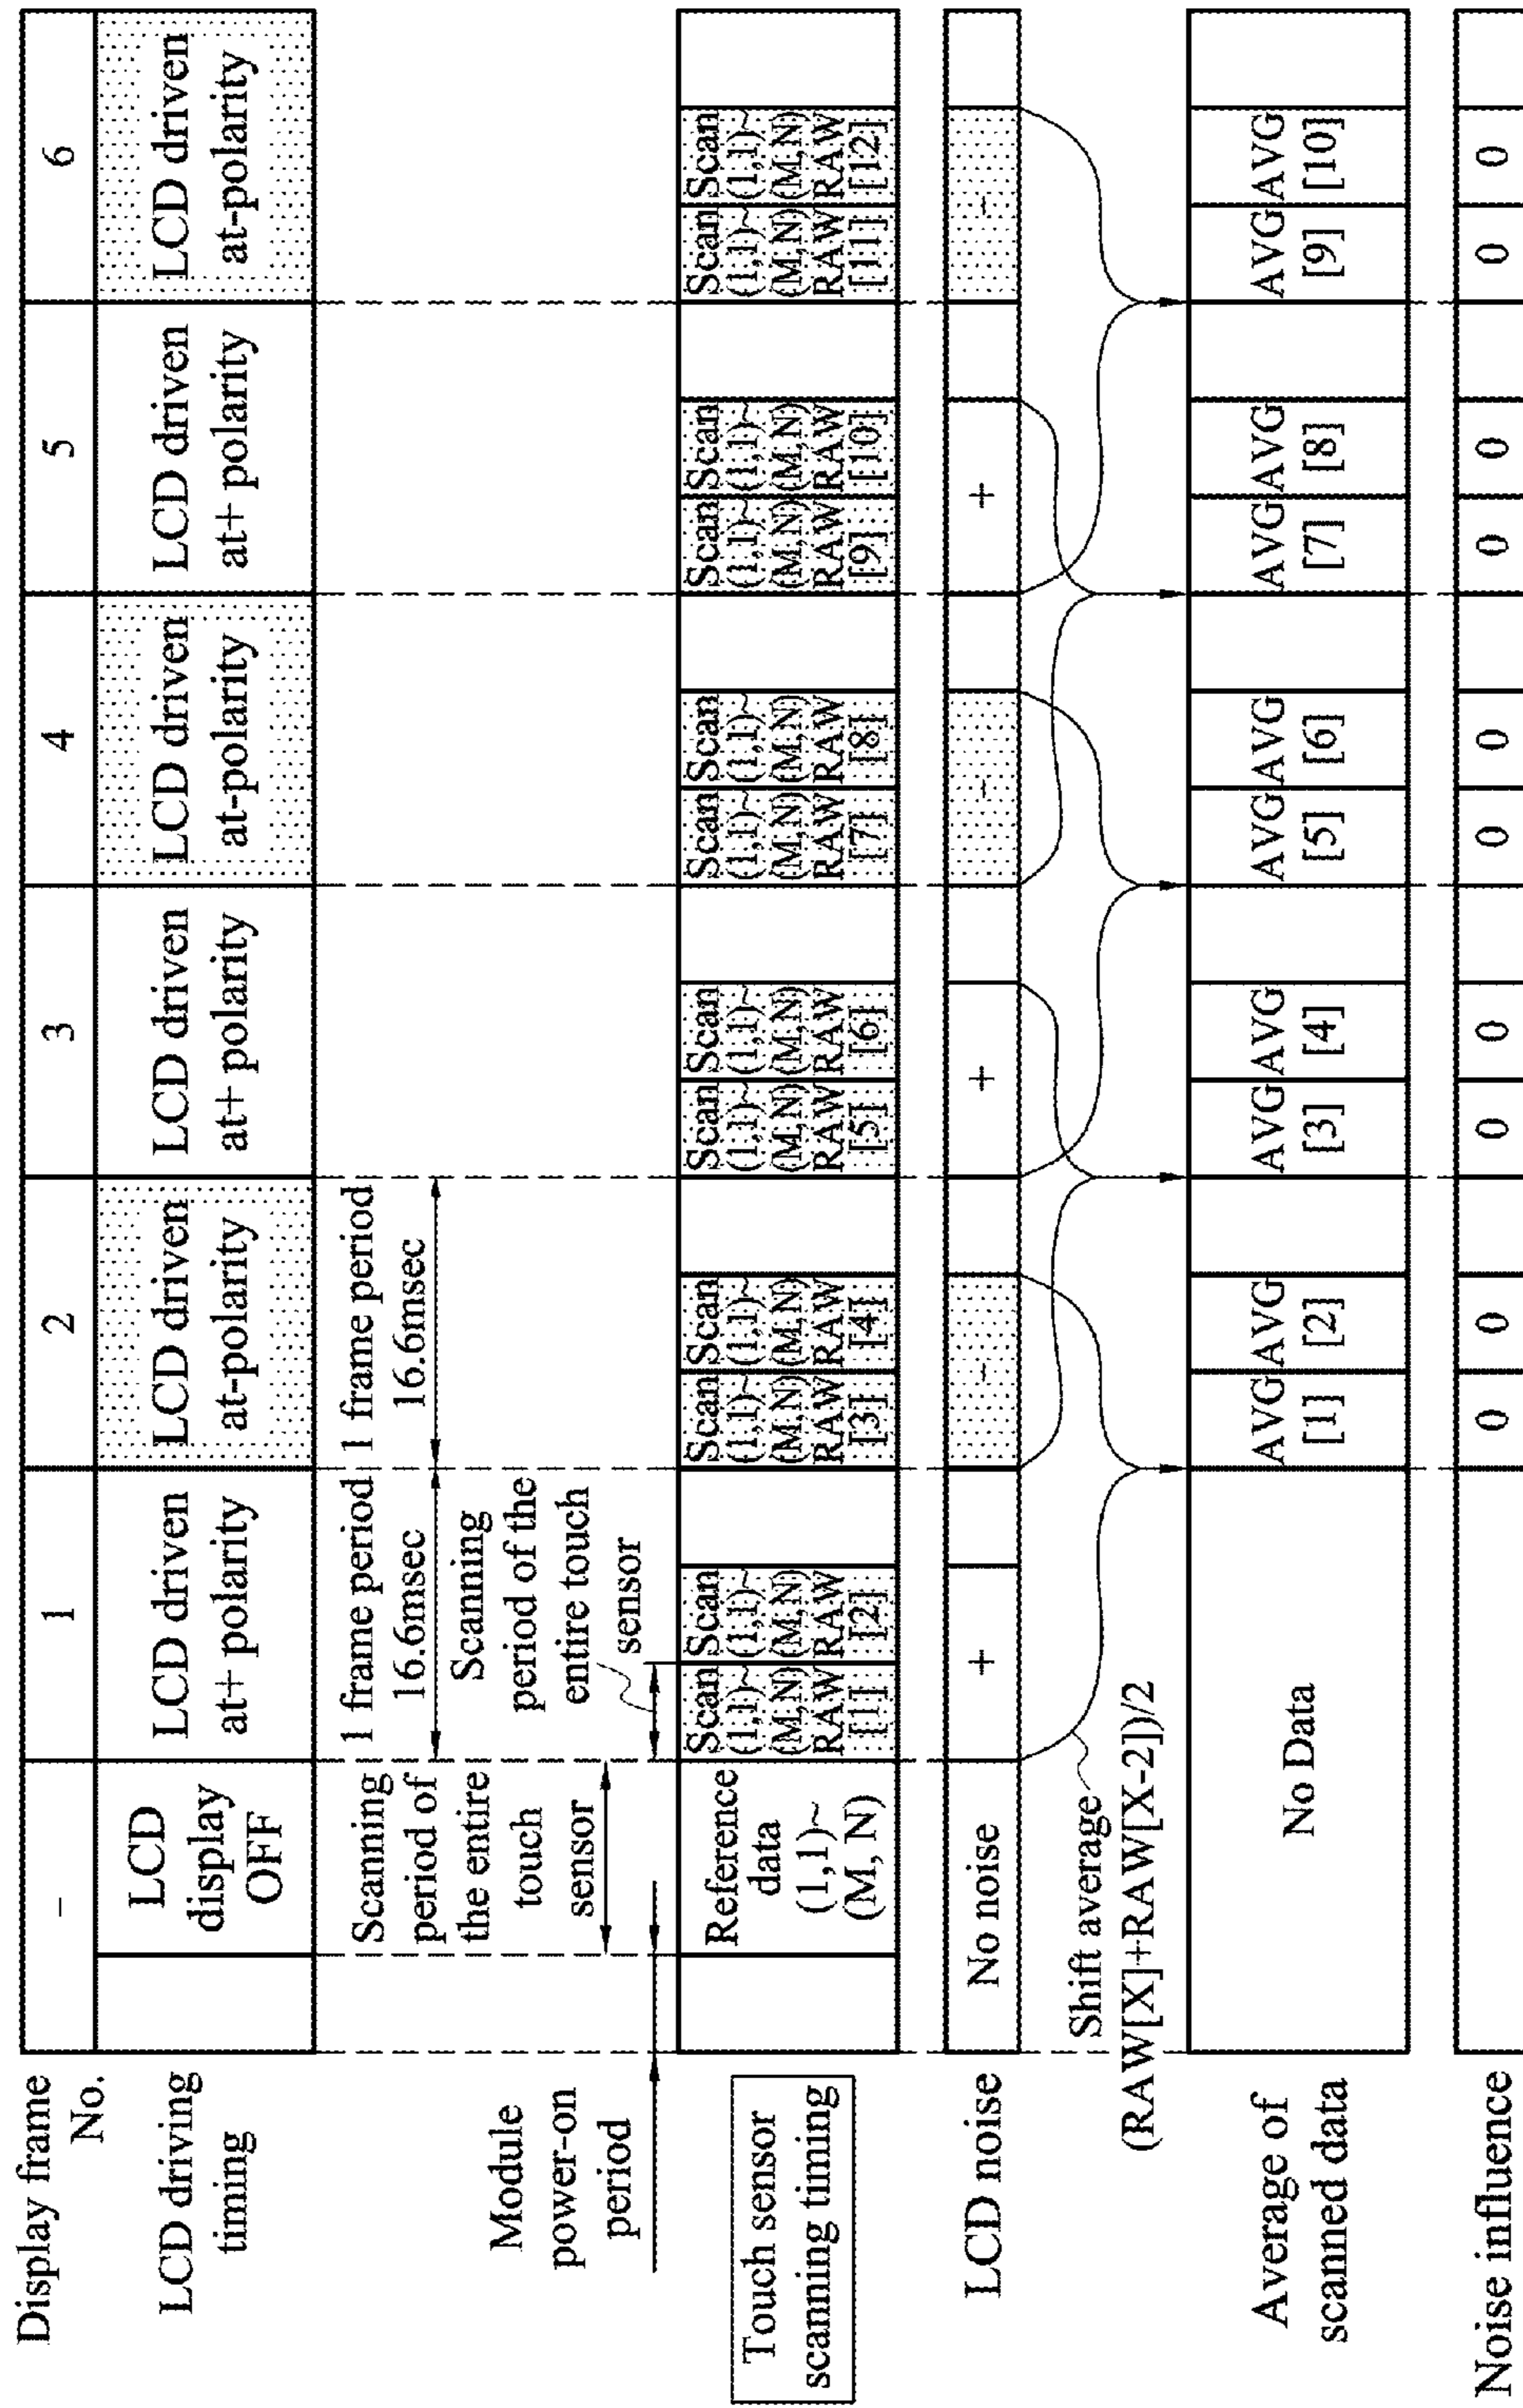 Display frame
No.
–
1
2
3
4
5
6
LCD driving
timing
LCD
display
OFF
LCD driven
at+ polarity
LCD driven
at-polarity
LCD driven
at+ polarity
LCD driven
at-polarity
LCD driven
at+ polarity
LCD driven
at-polarity
1 frame period
16.6msec
1 frame period
16.6msec
Scanning
period of
the entire
touch
sensor
Scanning
period of the
entire touch
sensor
Module
power-on
period
Touch sensor
scanning timing
Reference
data
(1,1)~
(M, N)
Scan
(1,1)~
(M,N)
RAW
[1]
Scan
(1,1)~
(M,N)
RAW
[2]
Scan
(1,1)~
(M,N)
RAW
[3]
Scan
(1,1)~
(M,N)
RAW
[4]
Scan
(1,1)~
(M,N)
RAW
[5]
Scan
(1,1)~
(M,N)
RAW
[6]
Scan
(1,1)~
(M,N)
RAW
[7]
Scan
(1,1)~
(M,N)
RAW
[8]
Scan
(1,1)~
(M,N)
RAW
[9]
Scan
(1,1)~
(M,N)
RAW
[10]
Scan
(1,1)~
(M,N)
RAW
[11]
Scan
(1,1)~
(M,N)
RAW
[12]
LCD noise
No noise
+
-
+
-
+
-
Shift average
(RAW[X]+RAW[X-2])/2
Average of
scanned data
No Data
AVG
[1]
AVG
[2]
AVG
[3]
AVG
[4]
AVG
[5]
AVG
[6]
AVG
[7]
AVG
[8]
AVG
[9]
AVG
[10]
Noise influence
0
0
0
0
0
0
0
0
0
0